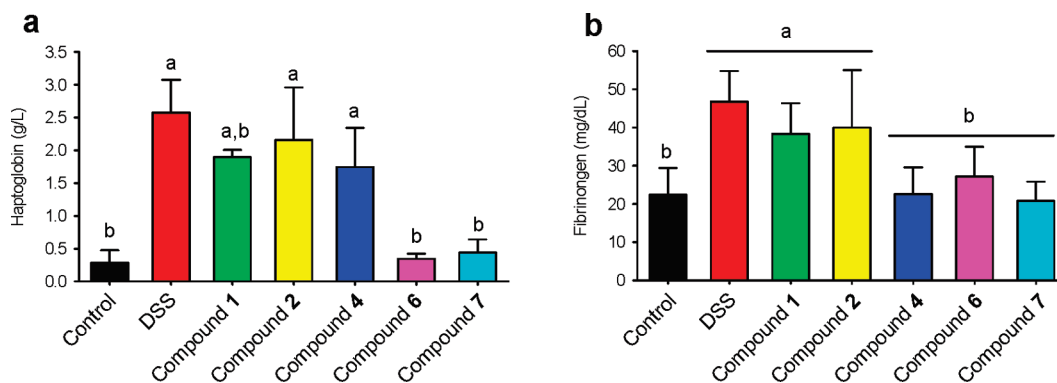 a
Haptoglobin (g/L)
3.5
3.0
2.5
2.0
1.5
1.0
0.5
0.0
b
a
a,b
a
a
b
b
Control
DSS
Compound 1
Compound 2
Compound 4
Compound 6
Compound 7
b
Fibrinongen (mg/dL)
60
50
40
30
20
10
0
b
a
b
Control
DSS
Compound 1
Compound 2
Compound 4
Compound 6
Compound 7